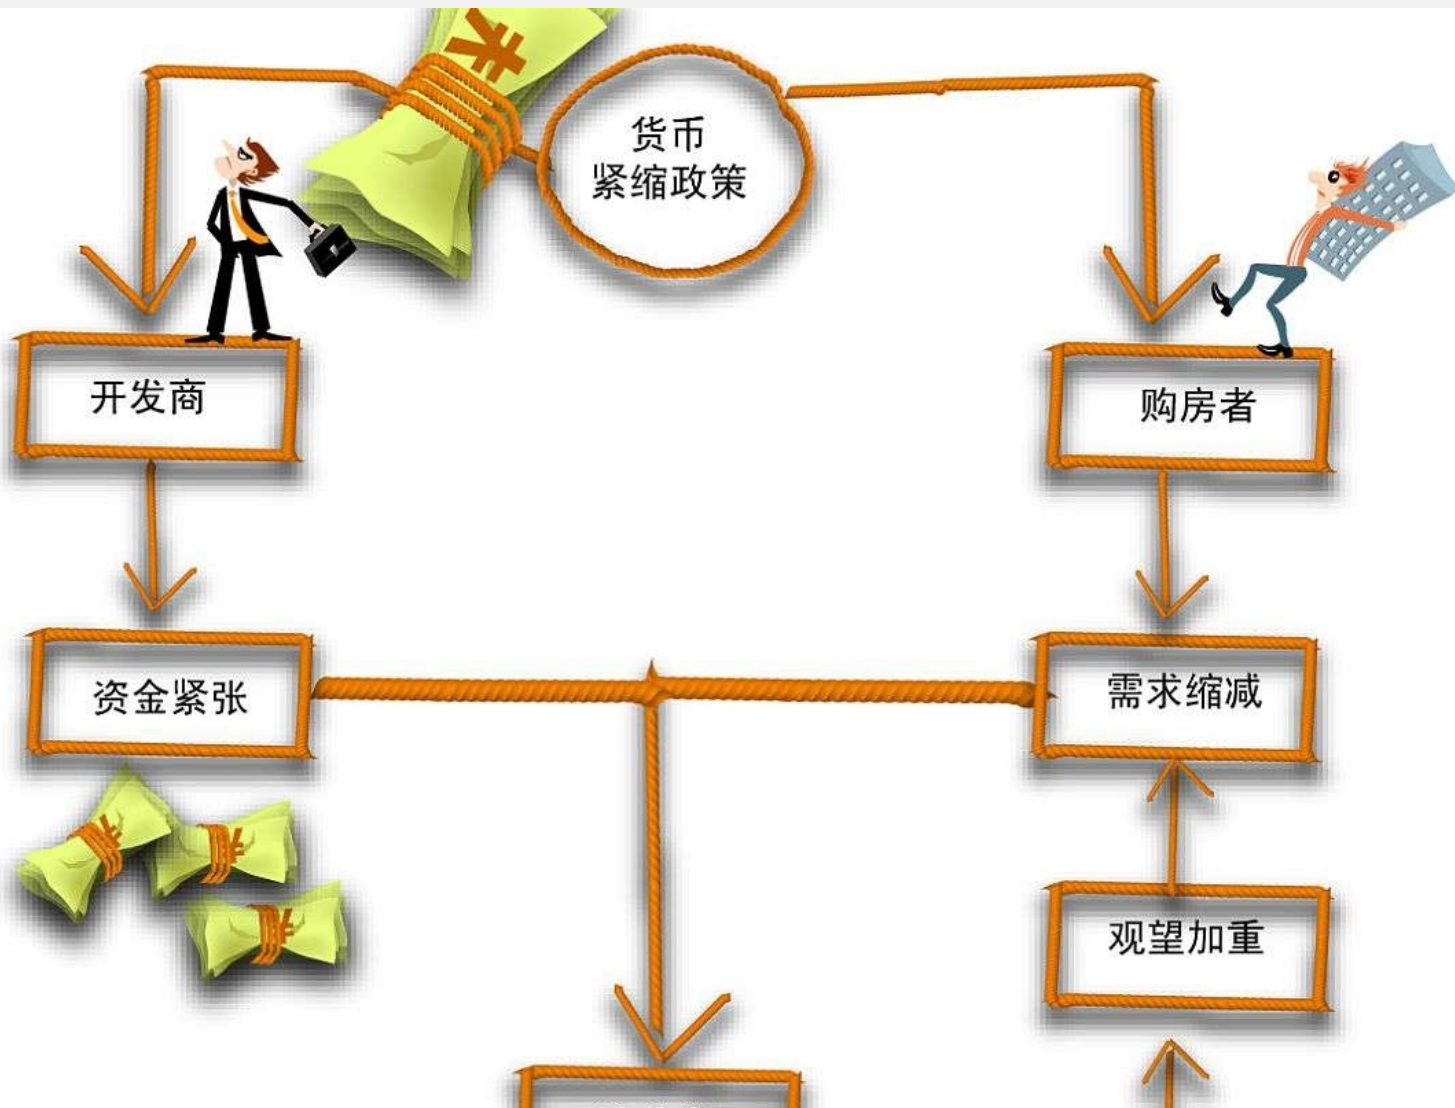 货币
紧缩政策
开发商
购房者
资金紧张
需求缩减
观望加重